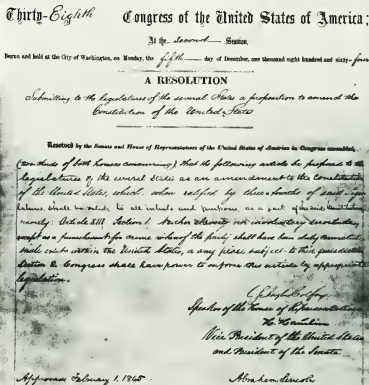 Thirty-Eighth Congress of the United States of America;
At the second Session,
Begun and held at the City of Washington, on Monday, the fifth day of December, one thousand eight hundred and sixty-four
A RESOLUTION
Submitting to the legislatures of the several States a proposition to amend the
Constitution of the United States
Resolved by the Senate and House of Representatives of the United States of America in Congress assembled,
(two thirds of both houses concurring), that the following article be proposed to the
legislatures of the several States as an amendment to the Constitution
of the United States, which, when ratified by three-fourths of said
shall be valid to all intents and purposes as a part of the said Constitution,
namely: Article XIII. Section 1. Neither slavery nor involuntary servitude,
except as a punishment for crime whereof the party shall have been duly convicted
shall exist within the United States, or any place subject to their jurisdiction
Section 2. Congress shall have power to enforce this article by appropriate
legislation.
Speaker of the House of Representatives
H. Hamlin
Vice President of the United States
and President of the Senate
Approved February 1, 1865. Abraham Lincoln